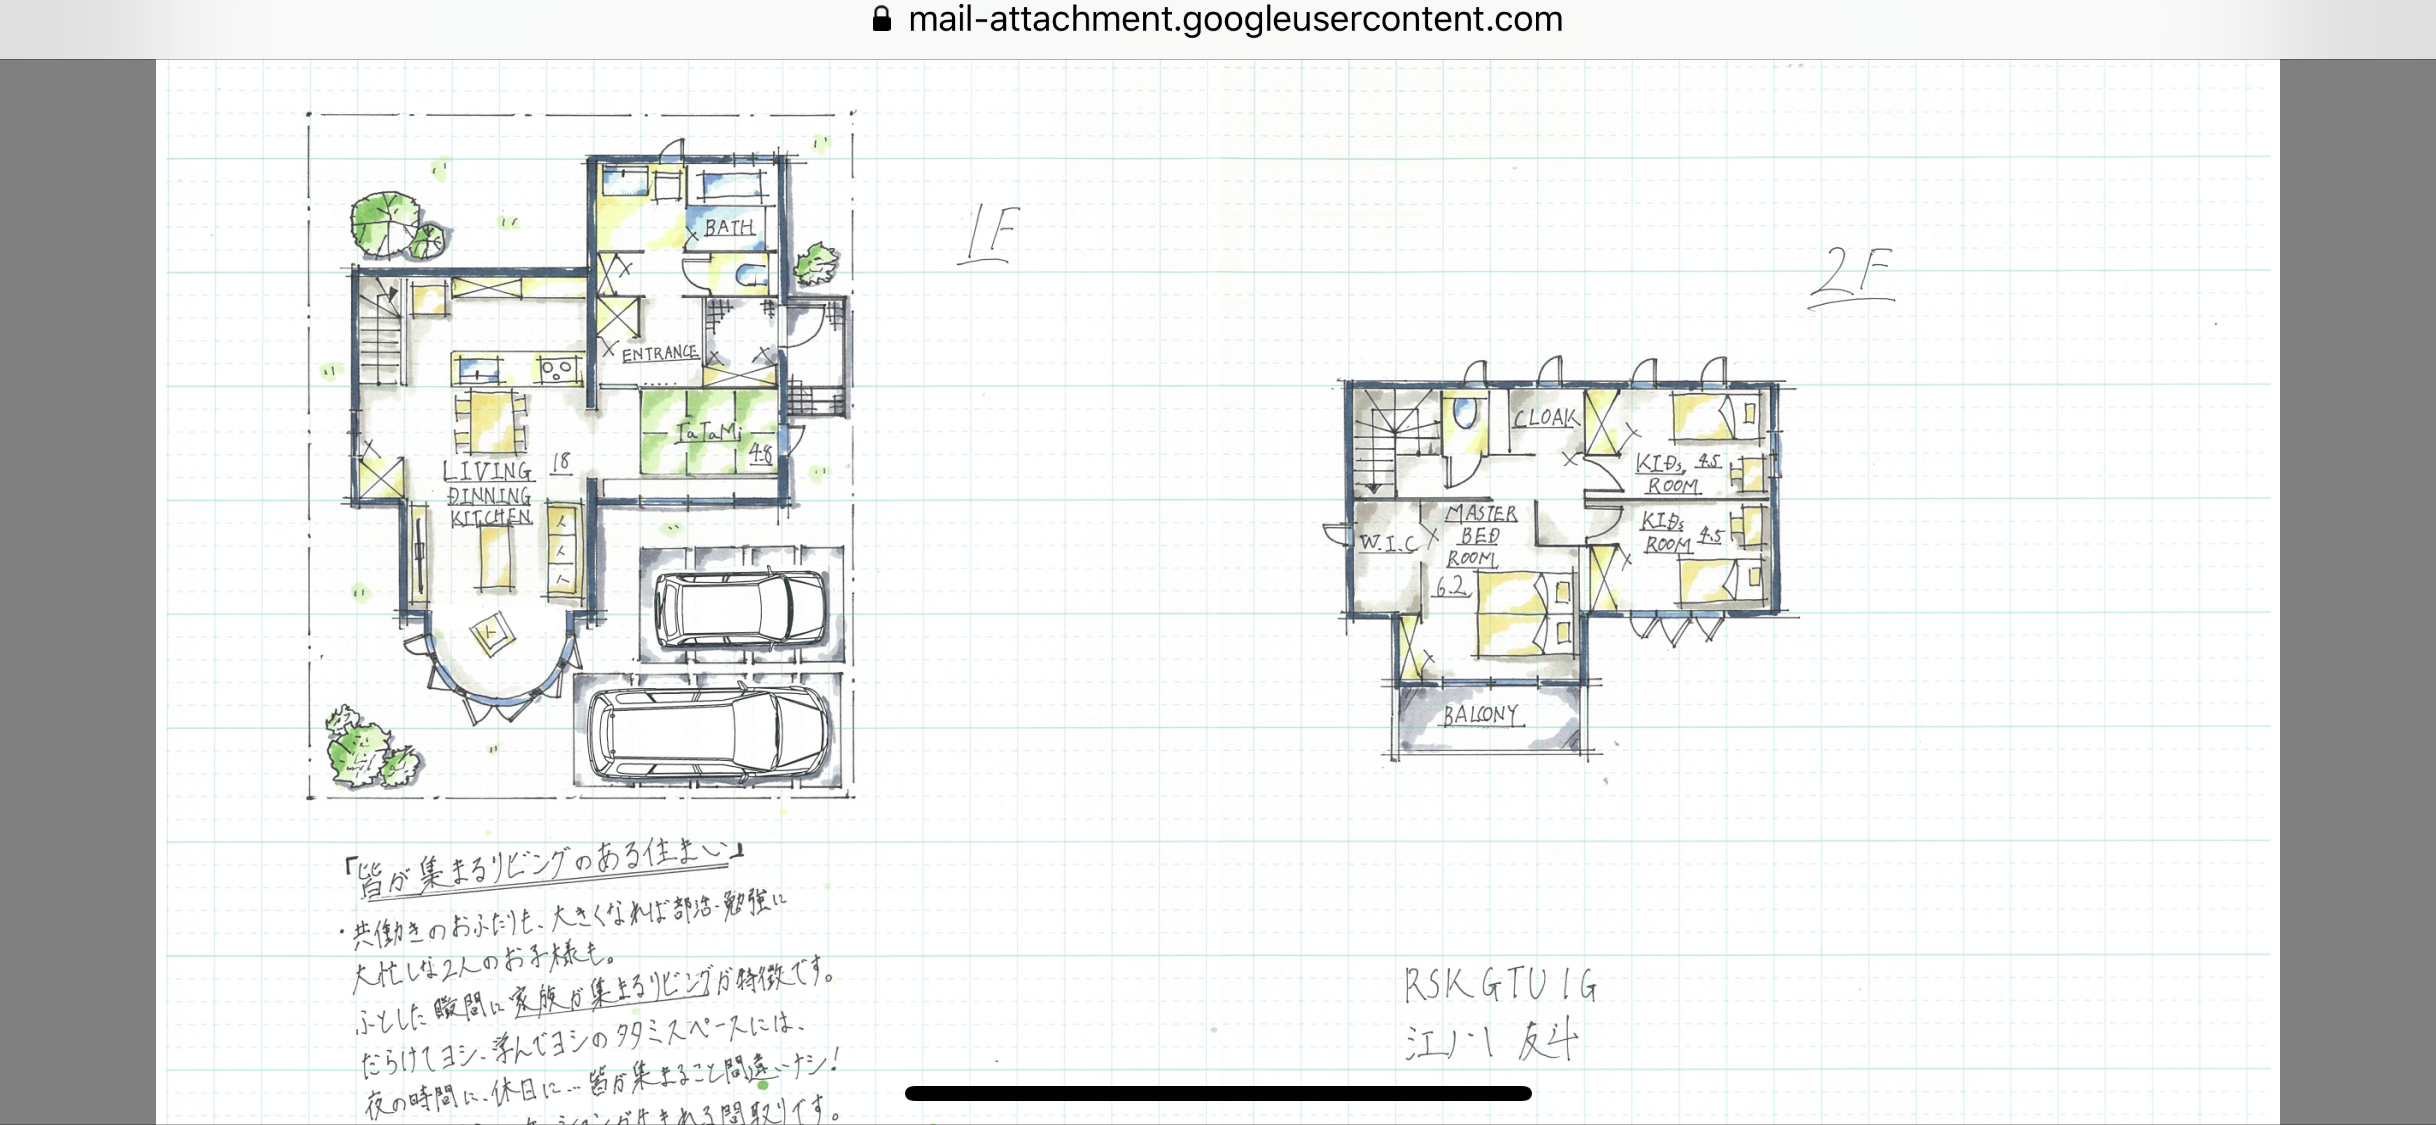 mail-attachment.googleusercontent.com
1F
BATH
ENTRANCE
TaTaMi
4.8
LIVING 18
DINNING
KITCHEN
2F
CLOAK
KIDs 4.5
ROOM
MASTER
BED
ROOM
6.2
W.I.C
KIDs
ROOM 4.5
BALCONY
「皆が集まるリビングのある住まい」
・共働きのおふたりも、大きくなれば部活・勉強に
大忙しな2人のお子様も。
ふとした瞬間に家族が集まるリビングが特徴です。
だらけてヨシ、学んでヨシのタタミスペースには、
夜の時間に、休日に…皆が集まること間違いナシ!
る間取りです。
RSKGTU1G
江川 友斗